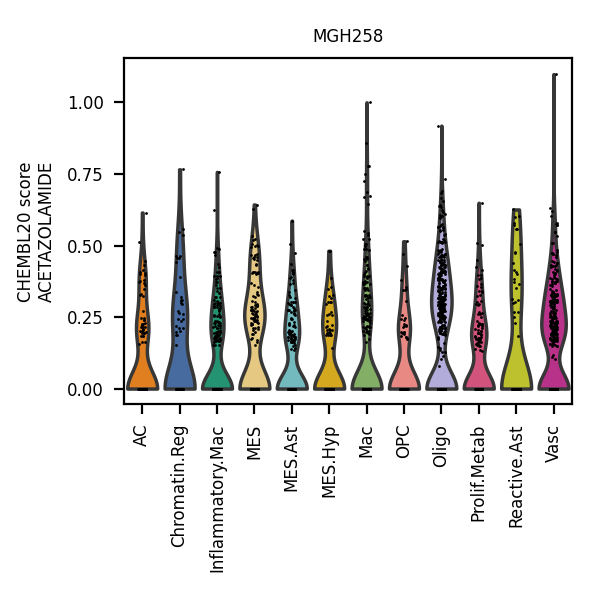 MGH258
CHEMBL20 score
ACETAZOLAMIDE
1.00
0.75
0.50
0.25
0.00
AC
Chromatin.Reg
Inflammatory.Mac
MES
MES.Ast
MES.Hyp
Mac
OPC
Oligo
Prolif.Metab
Reactive.Ast
Vasc